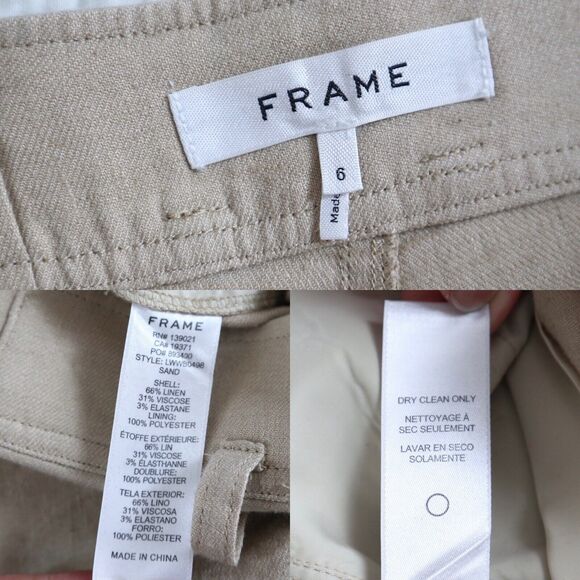 FRAME
6
Made
FRAME
RN# 139021
CA# 19371
PO# 893490
STYLE: LWWB0498
SAND
SHELL:
66% LINEN
31% VISCOSE
3% ELASTANE
LINING:
100% POLYESTER
ÉTOFFE EXTÉRIEURE:
66% LIN
31% VISCOSE
3% ÉLASTHANNE
DOUBLURE:
100% POLYESTER
TELA EXTERIOR:
66% LINO
31% VISCOSA
3% ELASTANO
FORRO:
100% POLIÉSTER
MADE IN CHINA
DRY CLEAN ONLY
NETTOYAGE À
SEC SEULEMENT
LAVAR EN SECO
SOLAMENTE